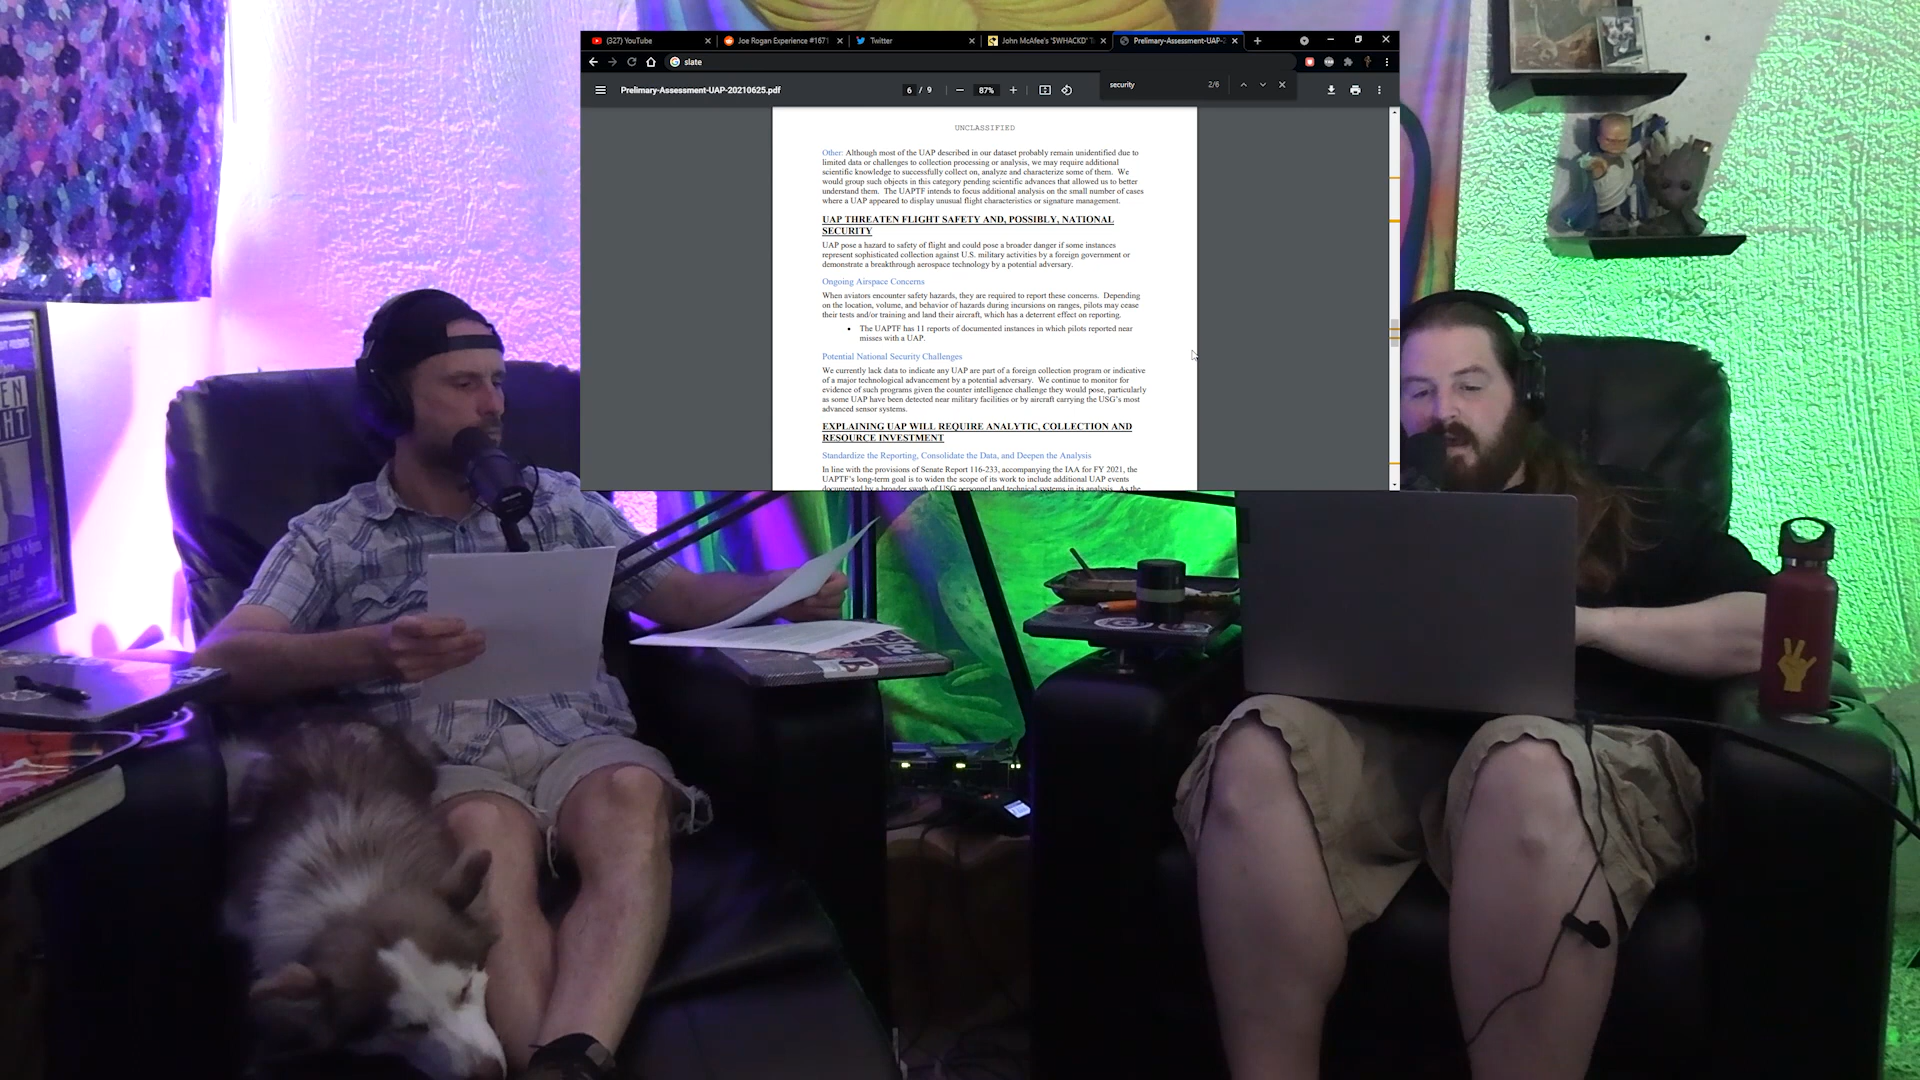 (327) YouTube
Joe Rogan Experience #1671
Twitter
John McAfee's '$WHACKD' T
Prelimary-Assessment-UAP-2
slate
Prelimary-Assessment-UAP-20210625.pdf
6 / 9
87%
security
2/6
UNCLASSIFIED
Other: Although most of the UAP described in our dataset probably remain unidentified due to
limited data or challenges to collection processing or analysis, we may require additional
scientific knowledge to successfully collect on, analyze and characterize some of them. We
would group such objects in this category pending scientific advances that allowed us to better
understand them. The UAPTF intends to focus additional analysis on the small number of cases
where a UAP appeared to display unusual flight characteristics or signature management.
UAP THREATEN FLIGHT SAFETY AND, POSSIBLY, NATIONAL
SECURITY
UAP pose a hazard to safety of flight and could pose a broader danger if some instances
represent sophisticated collection against U.S. military activities by a foreign government or
demonstrate a breakthrough aerospace technology by a potential adversary.
Ongoing Airspace Concerns
When aviators encounter safety hazards, they are required to report these concerns. Depending
on the location, volume, and behavior of hazards during incursions on ranges, pilots may cease
their tests and/or training and land their aircraft, which has a deterrent effect on reporting.
• The UAPTF has 11 reports of documented instances in which pilots reported near
misses with a UAP.
Potential National Security Challenges
We currently lack data to indicate any UAP are part of a foreign collection program or indicative
of a major technological advancement by a potential adversary. We continue to monitor for
evidence of such programs given the counter intelligence challenge they would pose, particularly
as some UAP have been detected near military facilities or by aircraft carrying the USG's most
advanced sensor systems.
EXPLAINING UAP WILL REQUIRE ANALYTIC, COLLECTION AND
RESOURCE INVESTMENT
Standardize the Reporting, Consolidate the Data, and Deepen the Analysis
In line with the provisions of Senate Report 116-233, accompanying the IAA for FY 2021, the
UAPTF's long-term goal is to widen the scope of its work to include additional UAP events
documented by a broader swath of USG personnel and technical systems in its analysis. As the